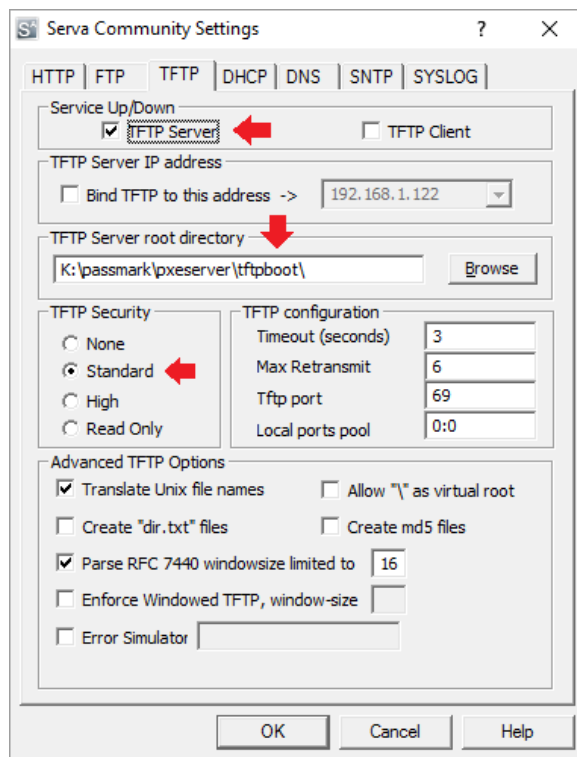 Serva Community Settings
HTTP FTP TFTP DHCP DNS SNTP SYSLOG
Service Up/Down
TFTP Server TFTP Client
TFTP Server IP address
Bind TFTP to this address -> 192.168.1.122
TFTP Server root directory
K:\passmark\pxeserver\tftpboot\ Browse
TFTP Security TFTP configuration
None Timeout (seconds) 3
Standard Max Retransmit 6
High Tftp port 69
Read Only Local ports pool 0:0
Advanced TFTP Options
Translate Unix file names Allow "\" as virtual root
Create "dir.txt" files Create md5 files
Parse RFC 7440 windowsize limited to 16
Enforce Windowed TFTP, window-size
Error Simulator
OK Cancel Help